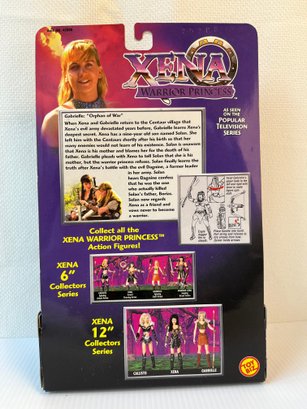 XENA
WARRIOR PRINCESS
AS SEEN
ON THE
POPULAR
TELEVISION
SERIES
Gabrielle: "Orphan of War"
When Xena and Gabrielle return to the Centaur village that
Xena's evil army devastated years before, Gabrielle learns Xena's
deepest secret. Xena has a nine-year old son named Solan. She
left him with the Centaurs shortly after his birth so that her
many enemies would not learn of his existence. Solan is unaware
that Xena is his mother and blames her for the death of his
father. Gabrielle pleads with Xena to tell Solan that she is his
mother, but the warrior princess refuses. Solan finally learns the
truth after Xena's battle with the evil Dagnine, a former leader
in her army. Solan
hears Dagnine confess
that he was the one
who actually killed
Solan's father, Borias.
Solan now regards
Xena as a friend and
vows never to become
a warrior.
Collect all the
XENA WARRIOR PRINCESS™
Action Figures!
XENA
6"
Collectors
Series
XENA
12"
Collectors
Series
CALLISTO
XENA
GABRIELLE
TOY
BIZ